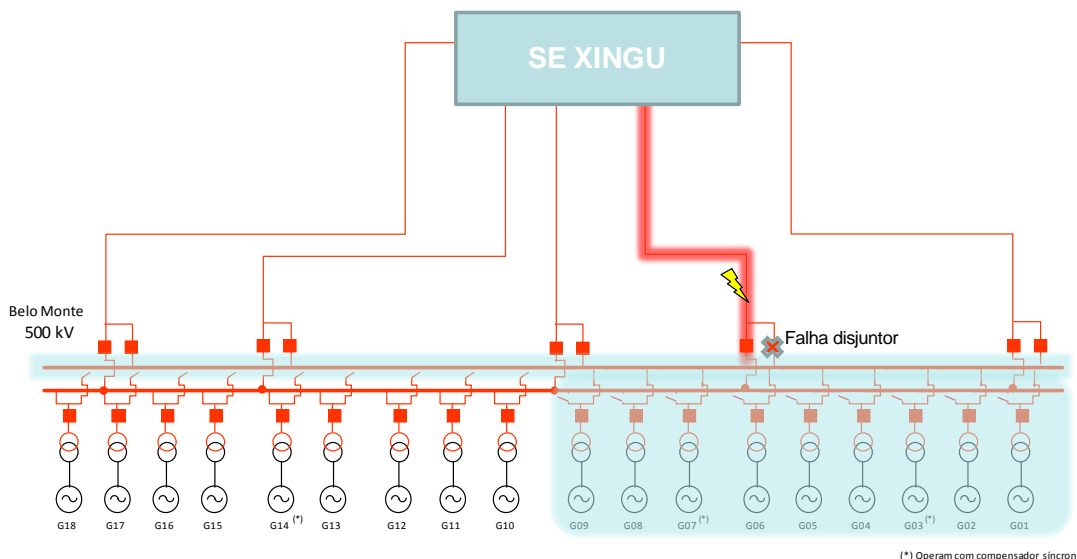 SE XINGU
Belo Monte
500 kV
Falha disjuntor
G18 G17 G16 G15 G14 (*) G13 G12 G11 G10 G09 G08 G07 (*) G06 G05 G04 G03 (*) G02 G01
(*) Operam com compensador síncron